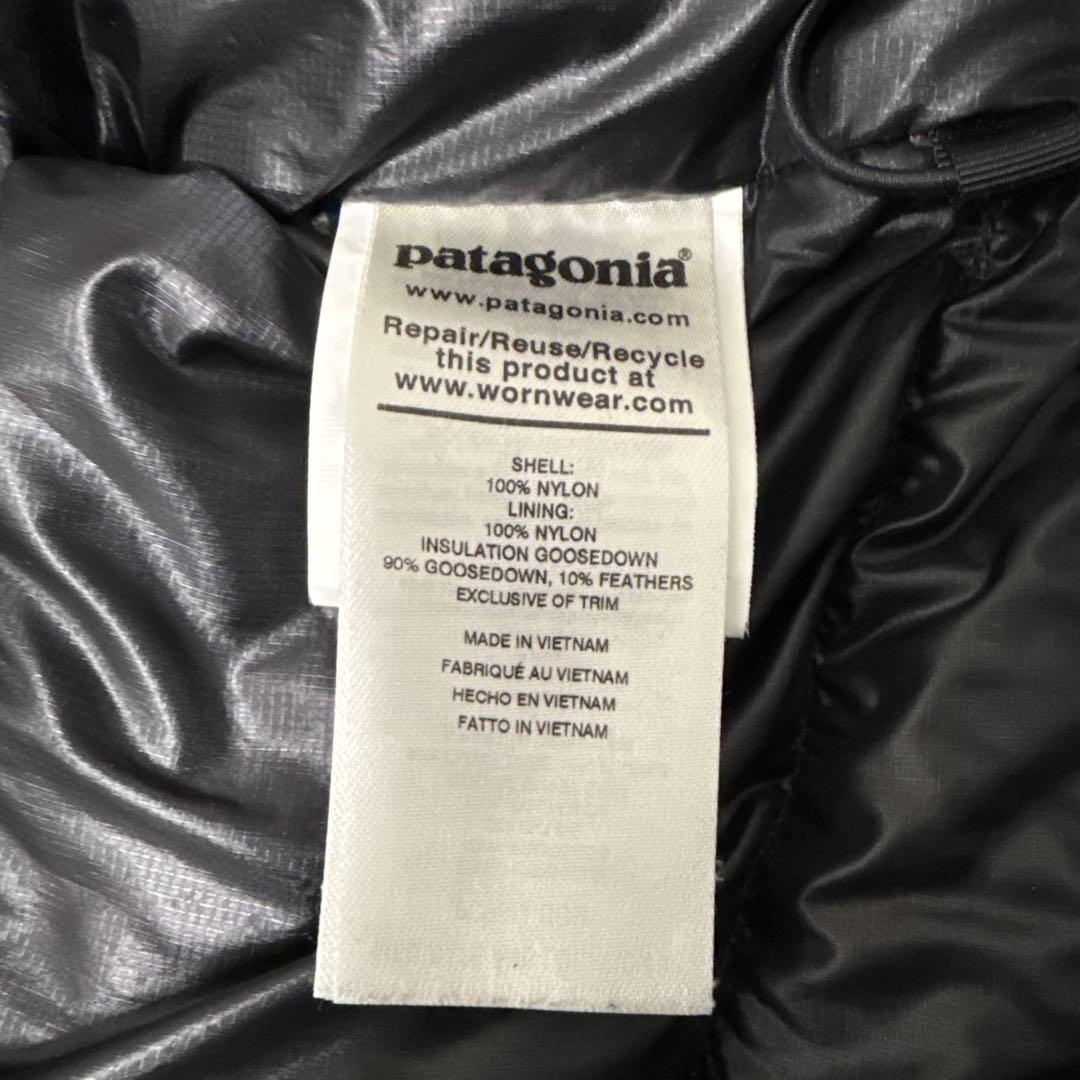 patagonia®
www.patagonia.com
Repair/Reuse/Recycle
this product at
www.wornwear.com
SHELL:
100% NYLON
LINING:
100% NYLON
INSULATION GOOSEDOWN
90% GOOSEDOWN, 10% FEATHERS
EXCLUSIVE OF TRIM
MADE IN VIETNAM
FABRIQUÉ AU VIETNAM
HECHO EN VIETNAM
FATTO IN VIETNAM